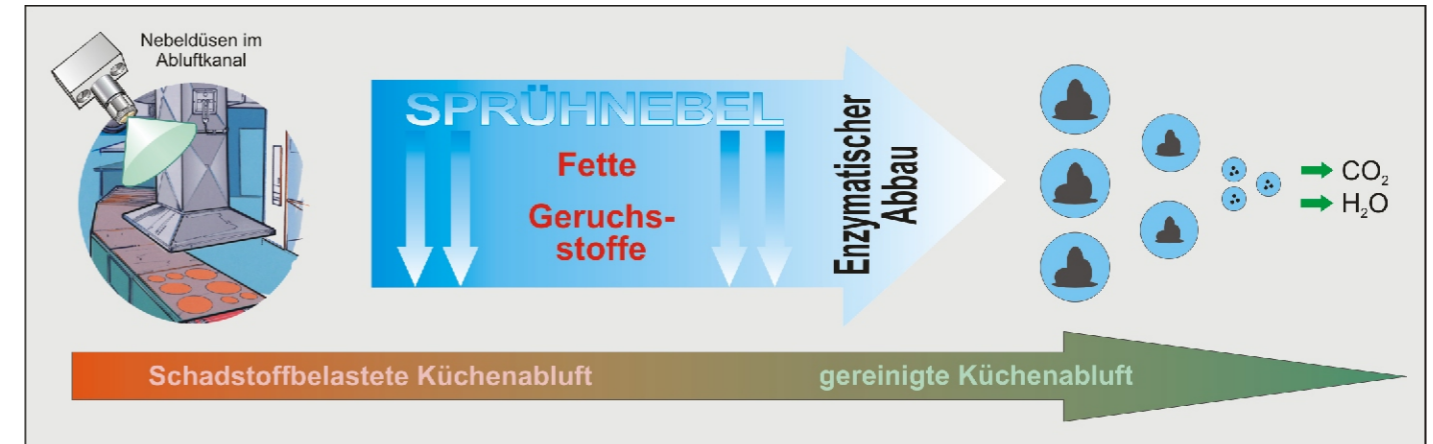 Nebeldüsen im
Abluftkanal
SPRÜHNEBEL
Fette
Geruchs-
stoffe
Enzymatischer
Abbau
CO₂
H₂O
Schadstoffbelastete Küchenabluft
gereinigte Küchenabluft